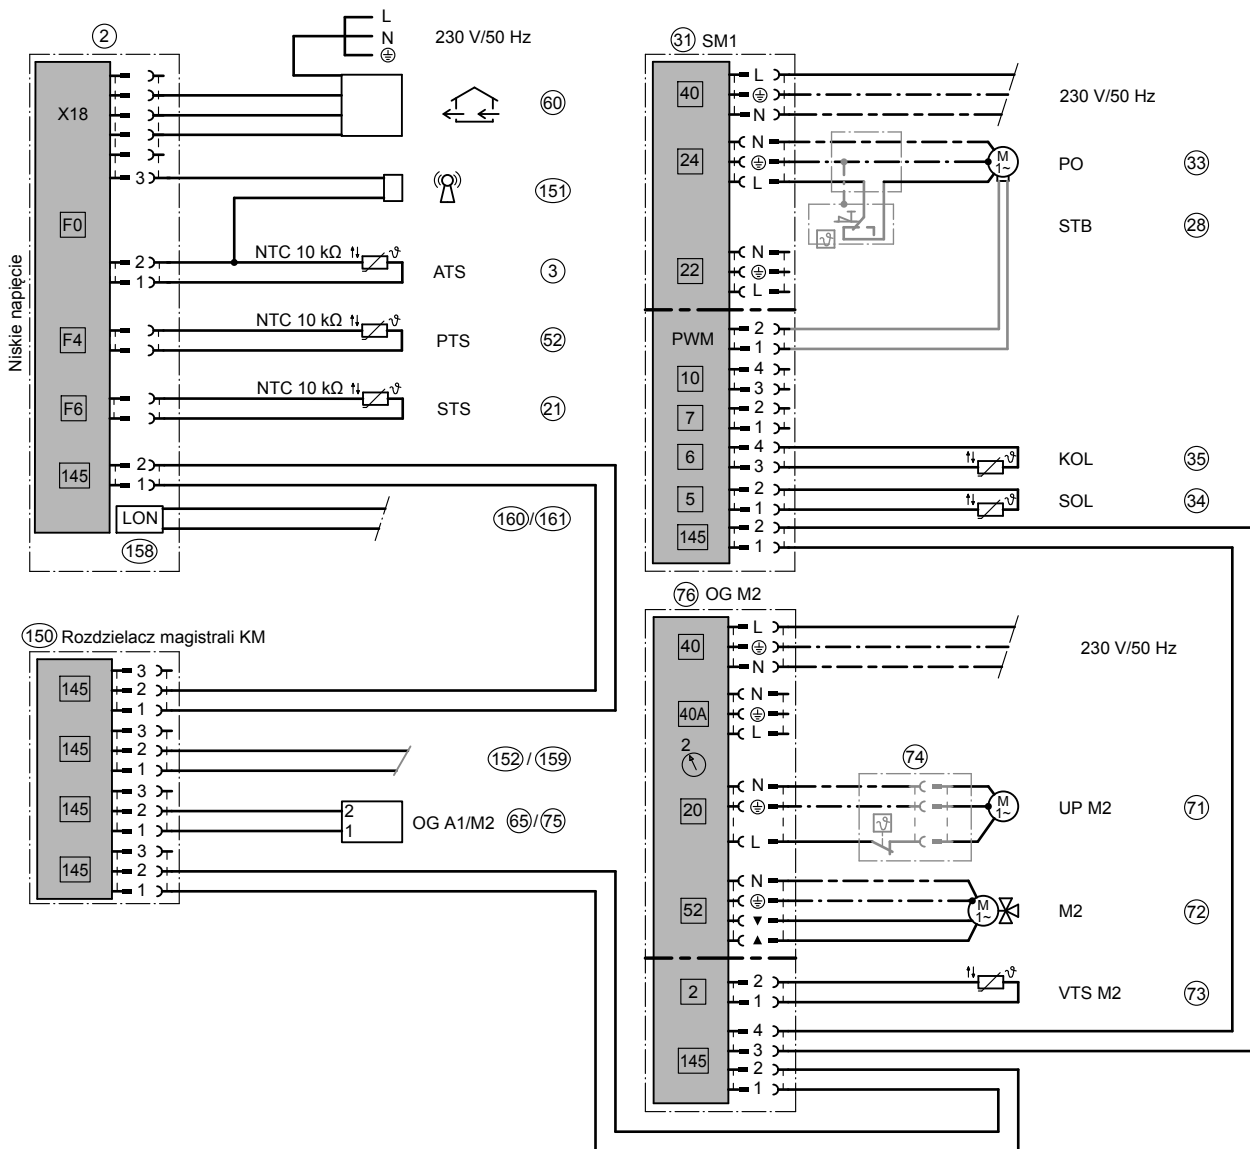 2
L
N
230 V/50 Hz
X18
60
3
151
F0
NTC 10 kΩ ϑ
2
1
ATS 3
Niskie napięcie
F4
NTC 10 kΩ ϑ
2
1
PTS 52
F6
NTC 10 kΩ ϑ
STS 21
145
2
1
LON
160/161
158
150 Rozdzielacz magistrali KM
145
3
2
1
145
3
2
1
152 / 159
145
3
2
1
2
1
OG A1/M2 65/75
145
3
2
1
31 SM1
40
L
N
230 V/50 Hz
24
N
L
M
1~
PO 33
ϑ
STB 28
22
N
L
PWM
2
1
10
4
3
7
2
1
6
4
3
ϑ
KOL 35
5
2
1
ϑ
SOL 34
145
2
1
76 OG M2
40
L
N
230 V/50 Hz
40A
N
L
2
74
20
N
L
ϑ
M
1~
UP M2 71
52
N
▼
▲
M
1~
M2 72
2
2
1
ϑ
VTS M2 73
145
4
3
2
1